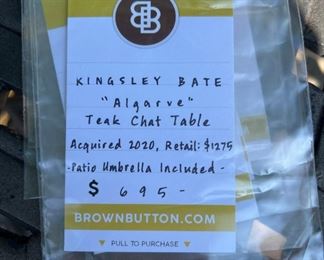 BB
KINGSLEY BATE
"Algarve"
Teak Chat Table
Acquired 2020, Retail: $1275
-Patio Umbrella Included-
$ 695-
BROWNBUTTON.COM
▼ PULL TO PURCHASE ▼